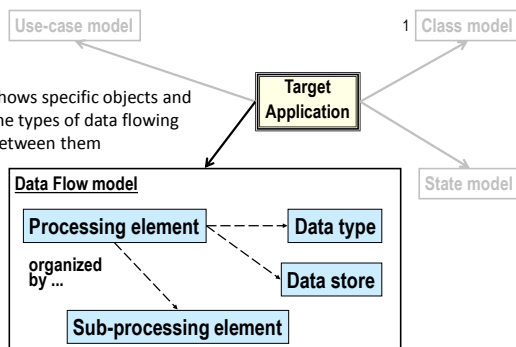 Use-case model
1
Class model
Target
Application
hows specific objects and
he types of data flowing
etween them
State model
Data Flow model
Processing element
Data type
organized
by ...
Data store
Sub-processing element